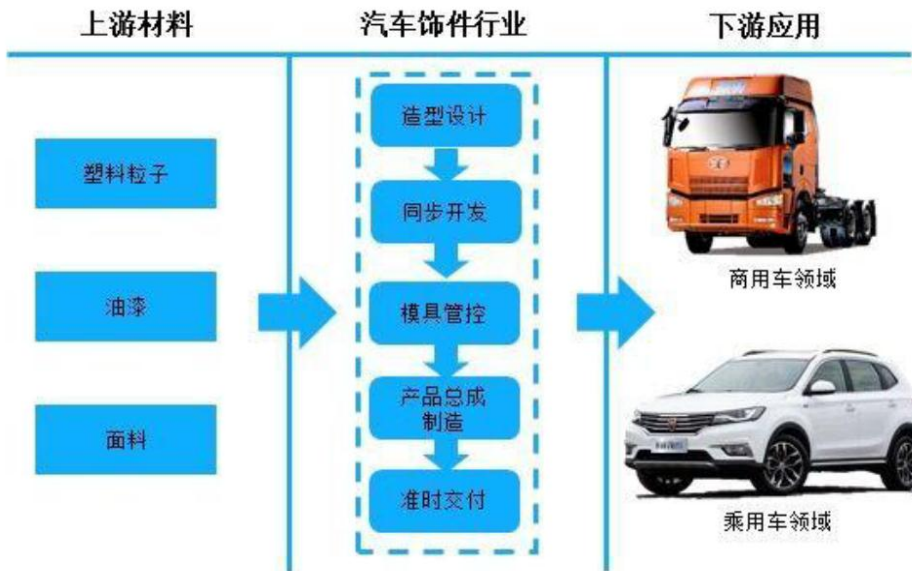 上游材料
汽车饰件行业
下游应用
塑料粒子
油漆
面料
造型设计
同步开发
模具管控
产品总成
制造
准时交付
商用车领域
乘用车领域